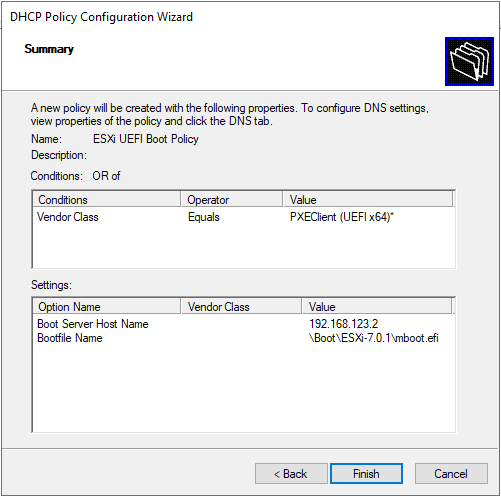 DHCP Policy Configuration Wizard
Summary
A new policy will be created with the following properties. To configure DNS settings,
view properties of the policy and click the DNS tab.
Name: ESXi UEFI Boot Policy
Description:
Conditions: OR of
Conditions Operator Value
Vendor Class Equals PXEClient (UEFI x64)*
Settings:
Option Name Vendor Class Value
Boot Server Host Name 192.168.123.2
Bootfile Name \Boot\ESXi-7.0.1\mboot.efi
< Back Finish Cancel